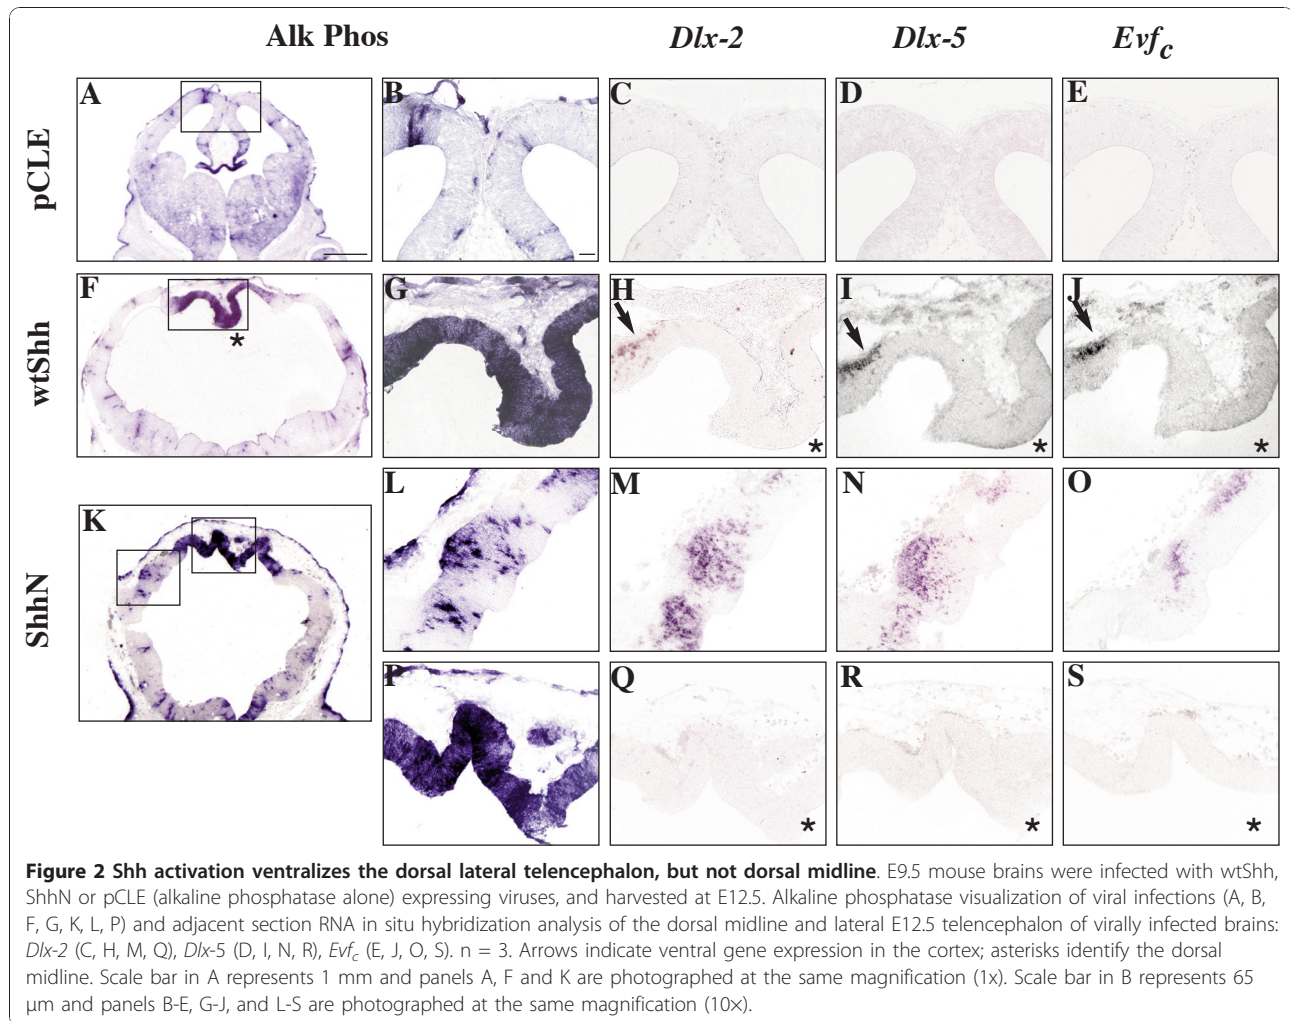 Alk Phos Dlx-2 Dlx-5 Evfc
pCLE
A B C D E
wtShh
F G H I J
* * * *
ShhN
K L M N O
P Q R S
* * *
Figure 2 Shh activation ventralizes the dorsal lateral telencephalon, but not dorsal midline. E9.5 mouse brains were infected with wtShh,
ShhN or pCLE (alkaline phosphatase alone) expressing viruses, and harvested at E12.5. Alkaline phosphatase visualization of viral infections (A, B,
F, G, K, L, P) and adjacent section RNA in situ hybridization analysis of the dorsal midline and lateral E12.5 telencephalon of virally infected brains:
Dlx-2 (C, H, M, Q), Dlx-5 (D, I, N, R), Evfc (E, J, O, S). n = 3. Arrows indicate ventral gene expression in the cortex; asterisks identify the dorsal
midline. Scale bar in A represents 1 mm and panels A, F and K are photographed at the same magnification (1x). Scale bar in B represents 65
μm and panels B-E, G-J, and L-S are photographed at the same magnification (10×).